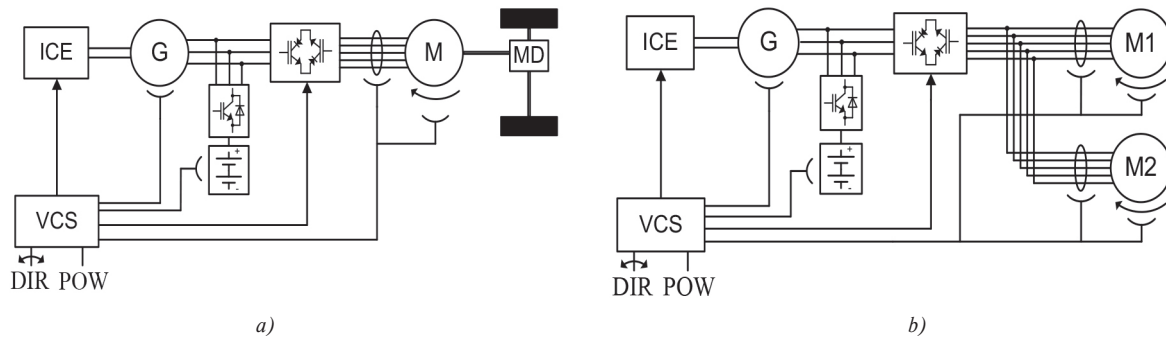 ICE
G
M
MD
+
-
VCS
DIR POW
a)
ICE
G
M1
+
-
M2
VCS
DIR POW
b)